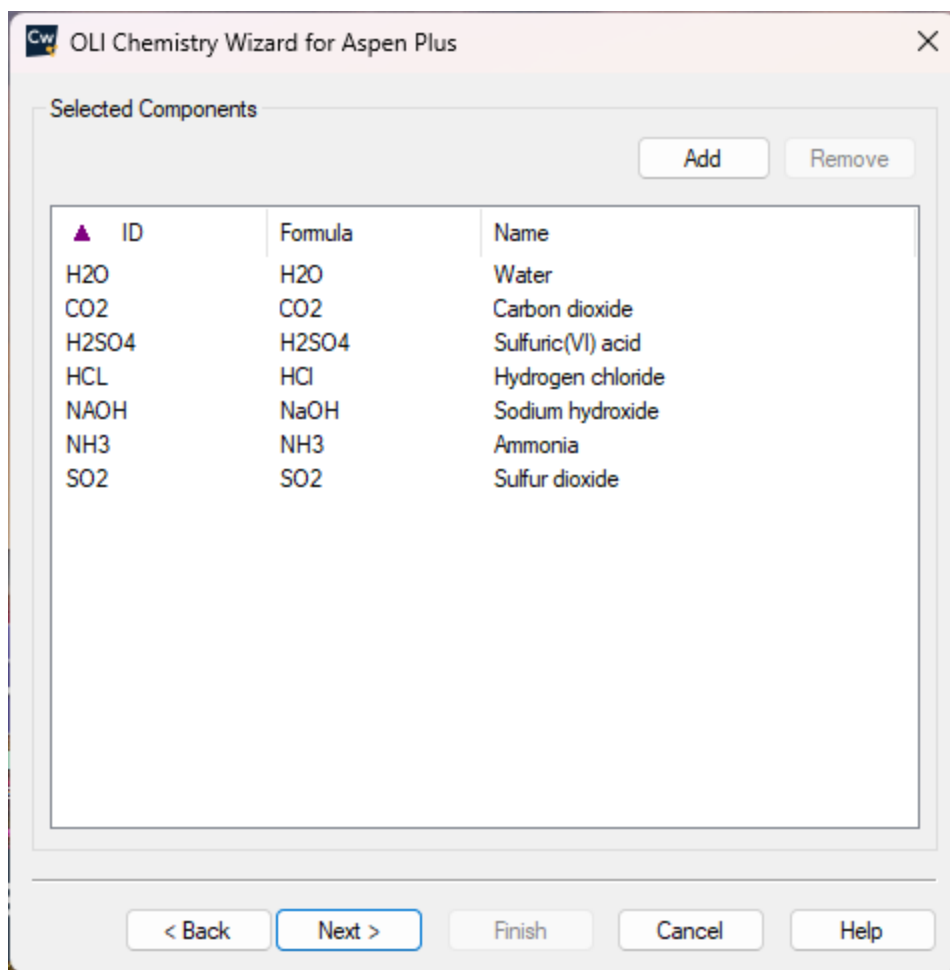 Cw OLI Chemistry Wizard for Aspen Plus
Selected Components
Add Remove
ID Formula Name
H2O H2O Water
CO2 CO2 Carbon dioxide
H2SO4 H2SO4 Sulfuric(VI) acid
HCL HCl Hydrogen chloride
NAOH NaOH Sodium hydroxide
NH3 NH3 Ammonia
SO2 SO2 Sulfur dioxide
< Back Next > Finish Cancel Help